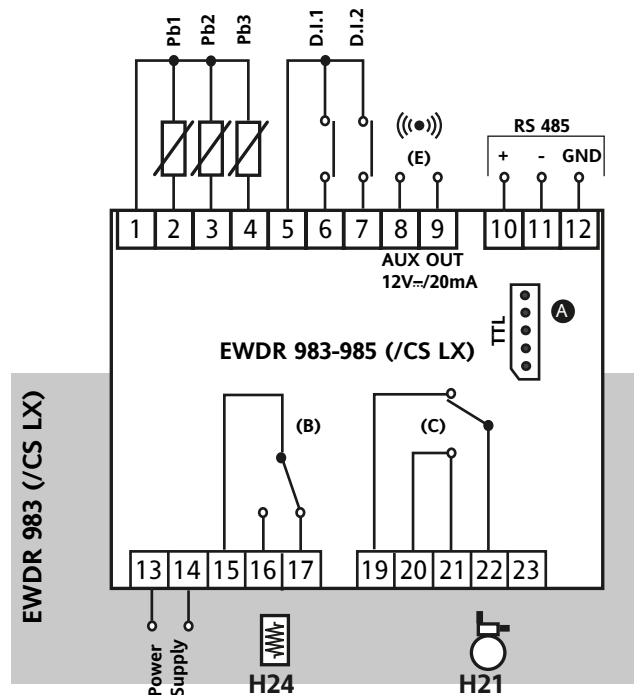 Pb1
Pb2
Pb3
D.I.1
D.I.2
(E)
RS 485
+ - GND
1 2 3 4 5 6 7 8 9 10 11 12
AUX OUT
12V⎓/20mA
TTL
A
EWDR 983-985 (/CS LX)
EWDR 983 (/CS LX)
(B)
(C)
13 14 15 16 17 19 20 21 22 23
Power
Supply
H24
H21